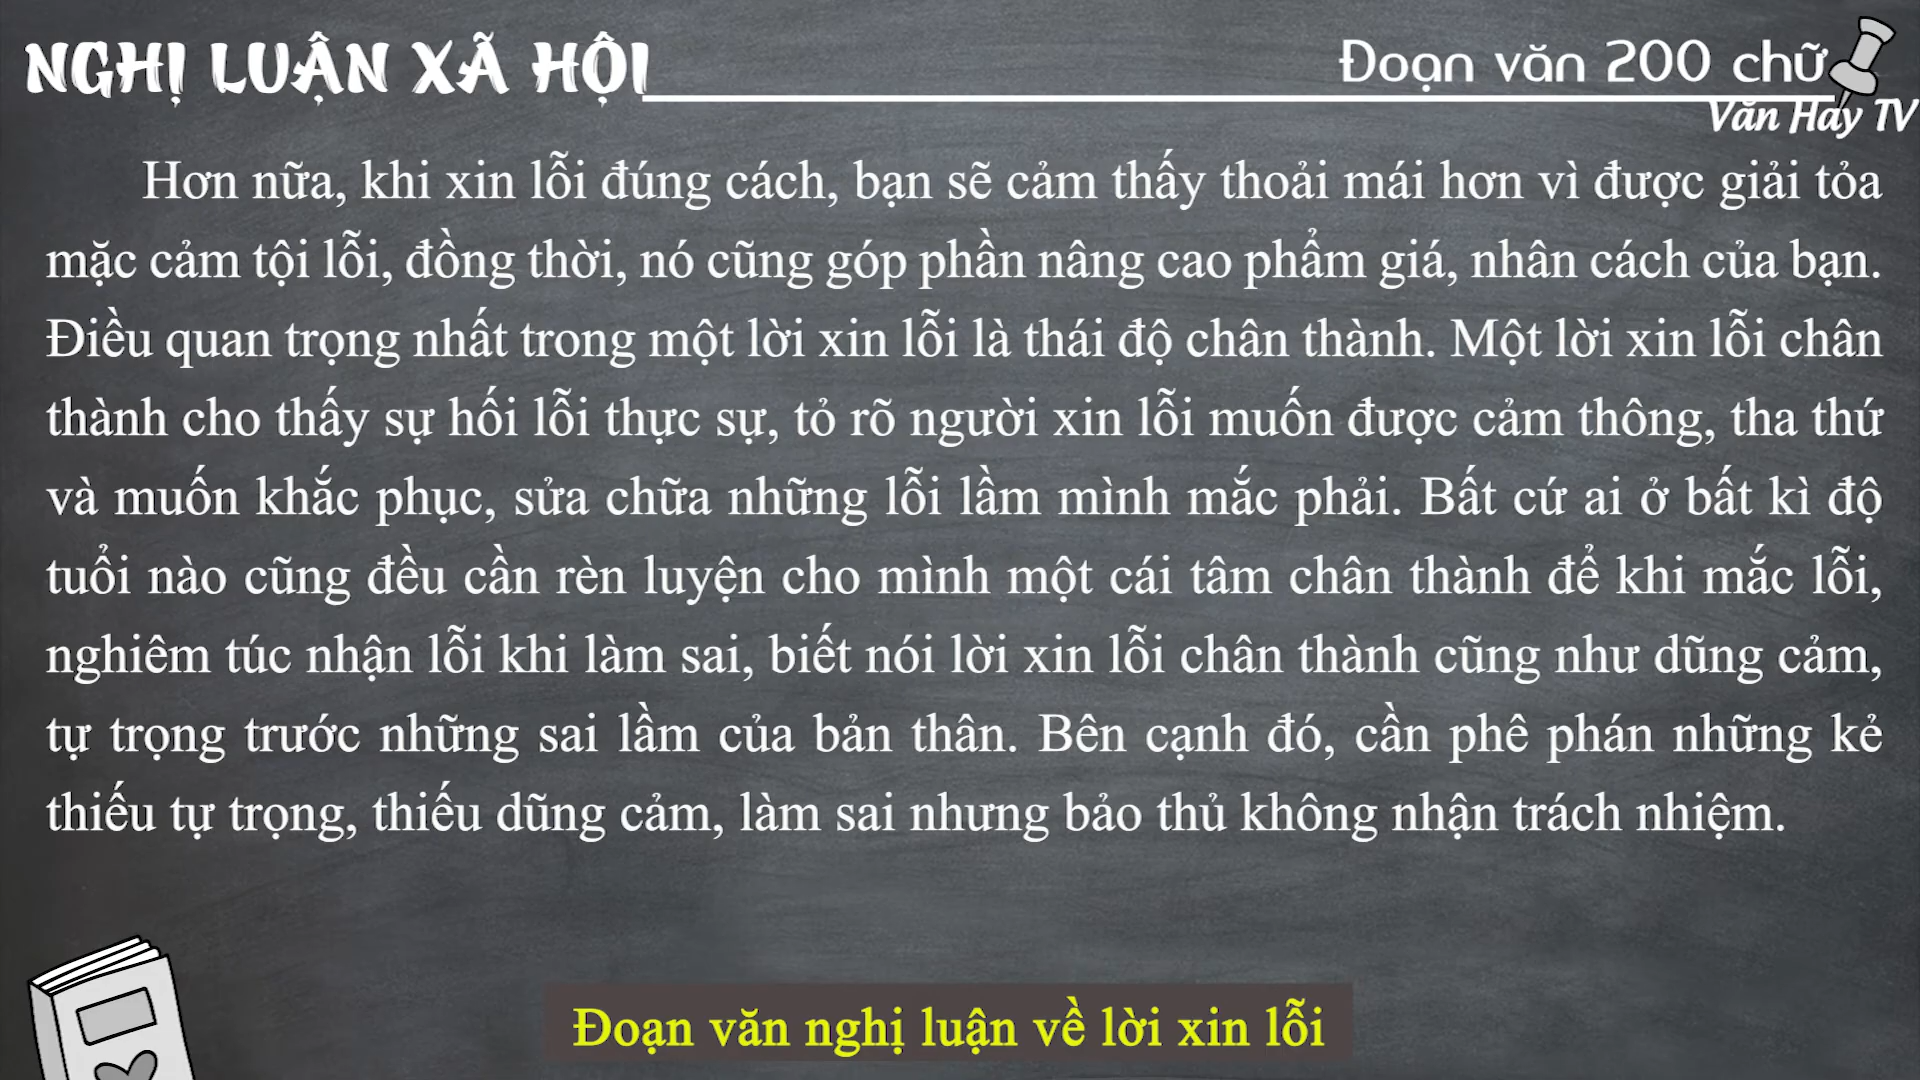 NGHỊ LUẬN XÃ HỘI
Đoạn văn 200 chữ
Văn Hay TV
Hơn nữa, khi xin lỗi đúng cách, bạn sẽ cảm thấy thoải mái hơn vì được giải tỏa
mặc cảm tội lỗi, đồng thời, nó cũng góp phần nâng cao phẩm giá, nhân cách của bạn.
Điều quan trọng nhất trong một lời xin lỗi là thái độ chân thành. Một lời xin lỗi chân
thành cho thấy sự hối lỗi thực sự, tỏ rõ người xin lỗi muốn được cảm thông, tha thứ
và muốn khắc phục, sửa chữa những lỗi lầm mình mắc phải. Bất cứ ai ở bất kì độ
tuổi nào cũng đều cần rèn luyện cho mình một cái tâm chân thành để khi mắc lỗi,
nghiêm túc nhận lỗi khi làm sai, biết nói lời xin lỗi chân thành cũng như dũng cảm,
tự trọng trước những sai lầm của bản thân. Bên cạnh đó, cần phê phán những kẻ
thiếu tự trọng, thiếu dũng cảm, làm sai nhưng bảo thủ không nhận trách nhiệm.
Đoạn văn nghị luận về lời xin lỗi